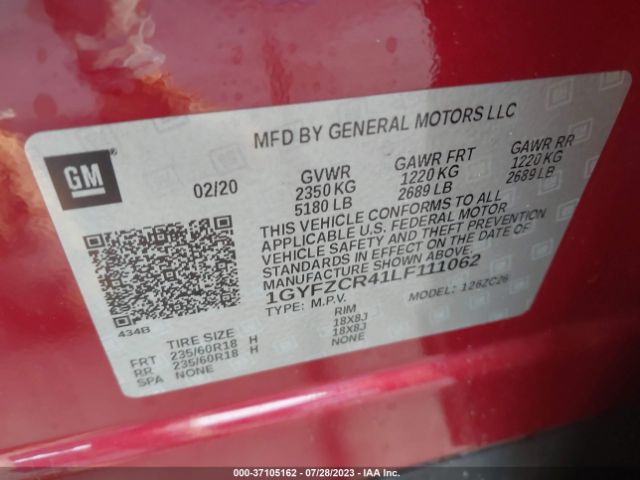 MFD BY GENERAL MOTORS LLC
GM
®
02/20
GVWR GAWR FRT GAWR RR
2350 KG 1220 KG 1220 KG
5180 LB 2689 LB 2689 LB
THIS VEHICLE CONFORMS TO ALL
APPLICABLE U.S. FEDERAL MOTOR
VEHICLE SAFETY AND THEFT PREVENTION
STANDARDS IN EFFECT ON THE DATE OF
MANUFACTURE SHOWN ABOVE.
1GYFZCR41LF111062
TYPE: M.P.V. MODEL: 126ZC26
434B
TIRE SIZE RIM
FRT 235/60R18 H 18X8J
RR 235/60R18 H 18X8J
SPA NONE NONE
000-37105162 - 07/28/2023 - IAA Inc.